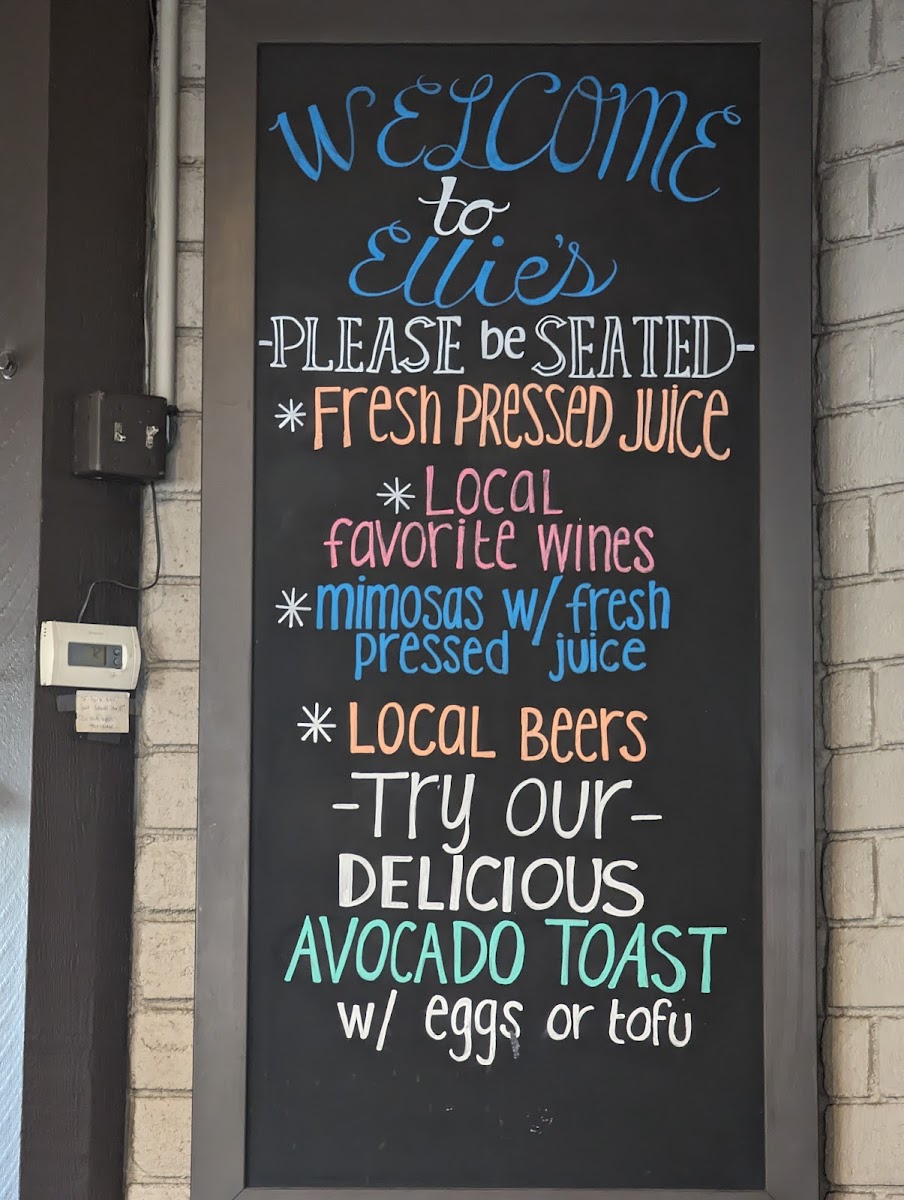 WELCOME
to
Ellie's
-PLEASE be SEATED-
* Fresh PRESSED JUICE
* LOCAL
favorite wines
* mimosas w/ fresh
pressed juice
* LOCAL Beers
-Try our-
DELICIOUS
AVOCADO TOAST
w/ eggs or tofu